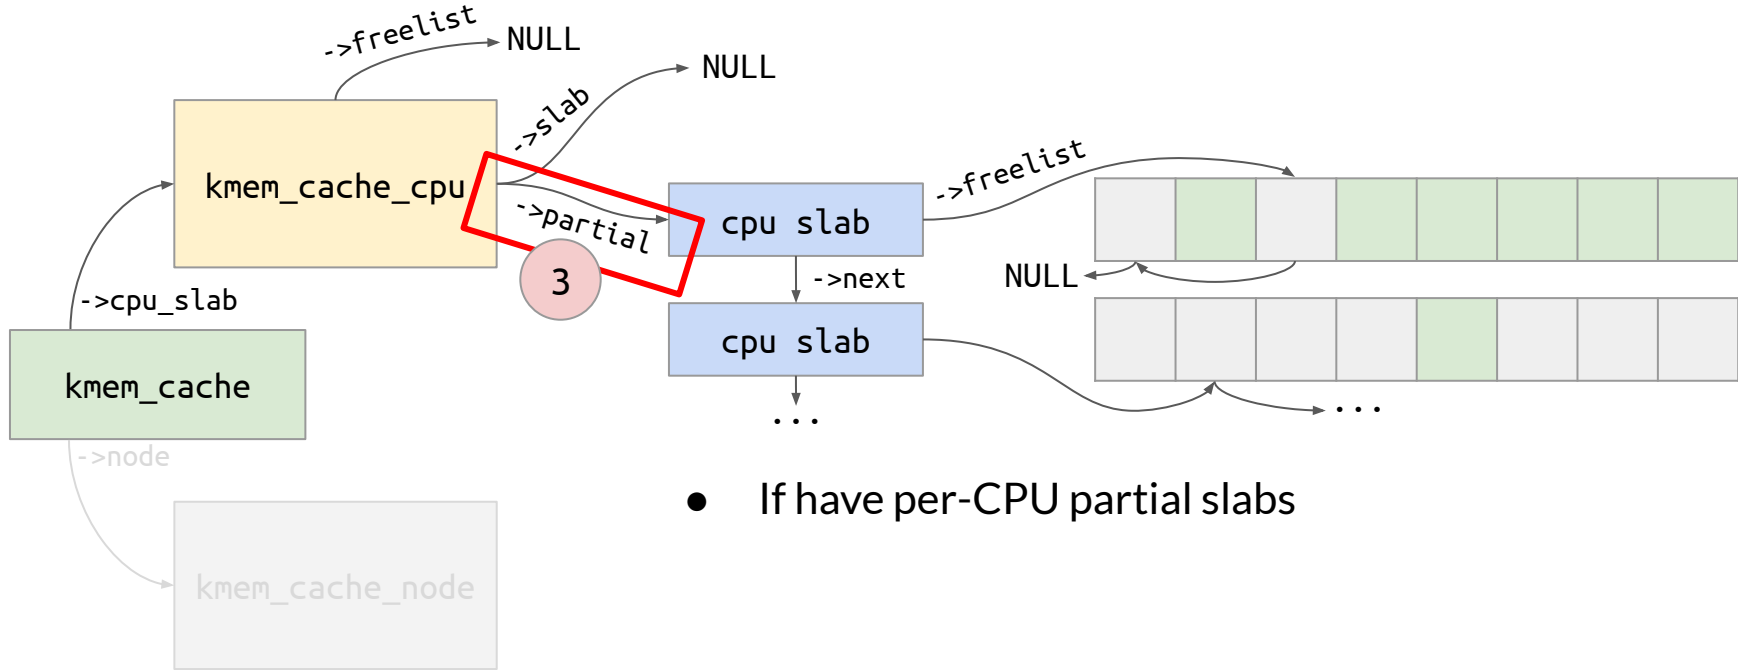 ->freelist
NULL
NULL
->slab
kmem_cache_cpu
->partial
3
cpu slab
->freelist
->next
NULL
cpu slab
...
...
->cpu_slab
kmem_cache
->node
kmem_cache_node
● If have per-CPU partial slabs